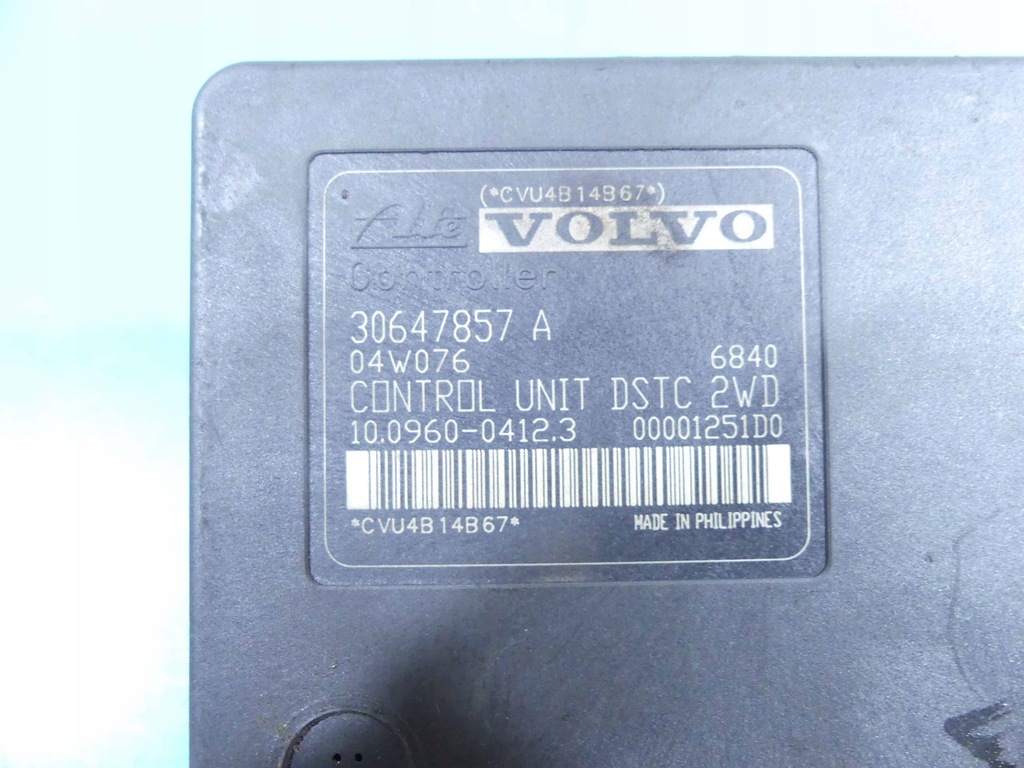 (*CVU4B14B67*)
Ate VOLVO
Controller
30647857 A
04W076 6840
CONTROL UNIT DSTC 2WD
10.0960-0412.3 00001251D0
*CVU4B14B67* MADE IN PHILIPPINES